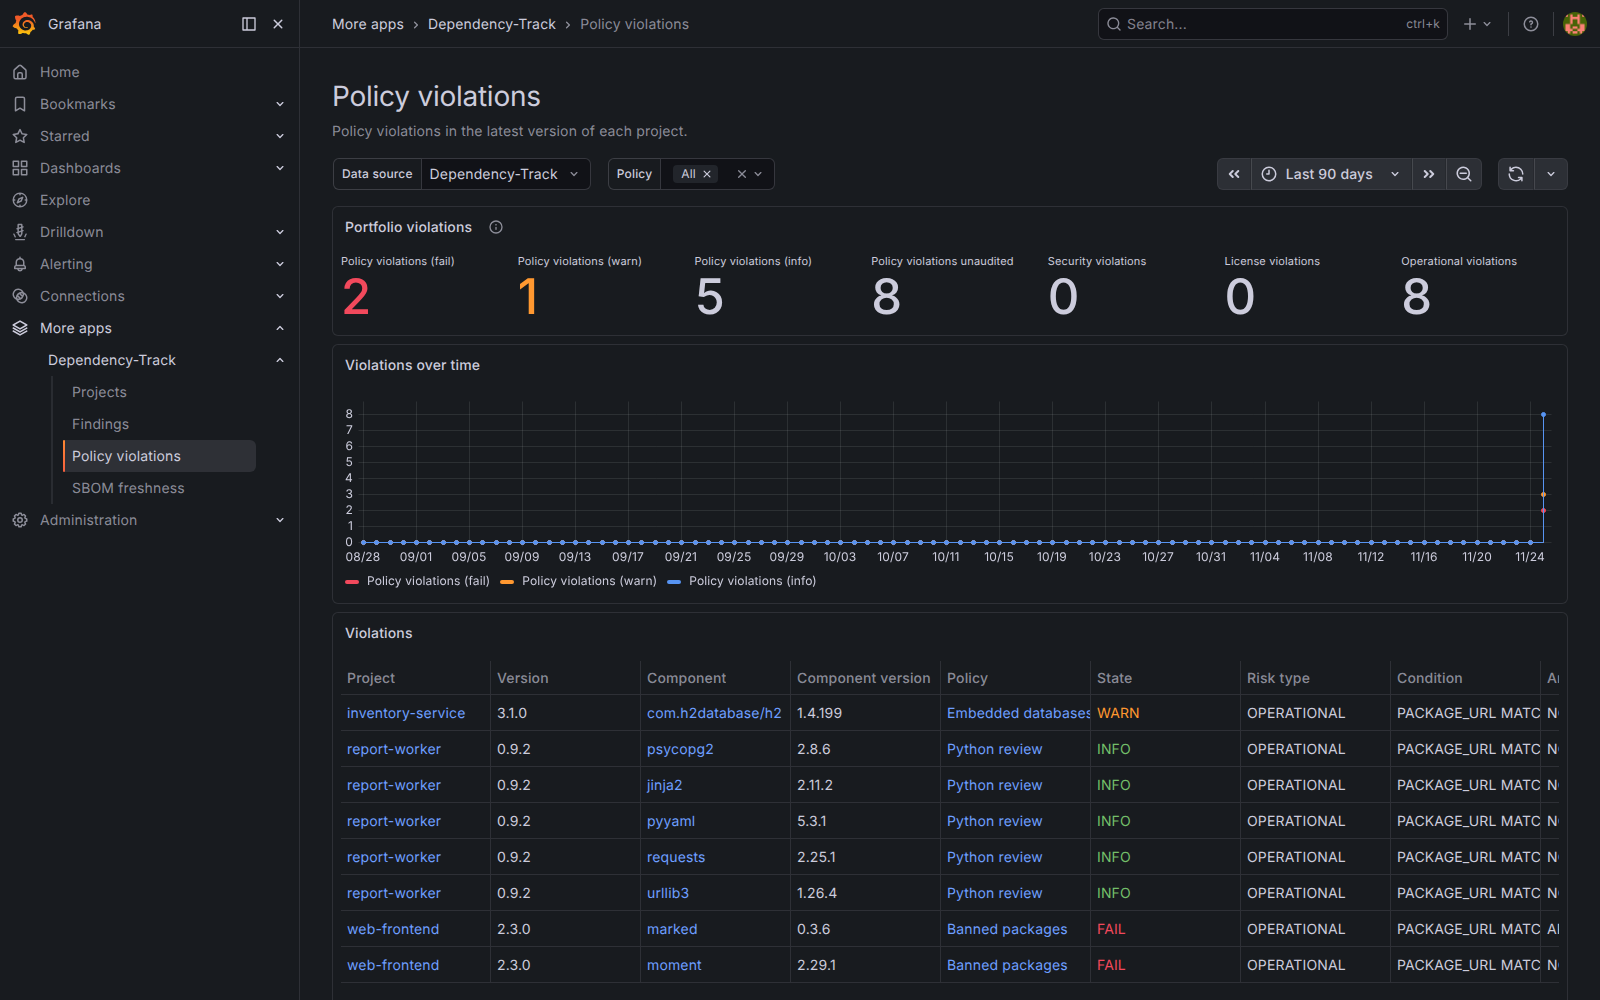 Grafana
More apps › Dependency-Track › Policy violations
Search... ctrl+k
Home
Bookmarks
Starred
Dashboards
Explore
Drilldown
Alerting
Connections
More apps
Dependency-Track
Projects
Findings
Policy violations
SBOM freshness
Administration
Policy violations
Policy violations in the latest version of each project.
Data source Dependency-Track Policy All Last 90 days
Portfolio violations
Policy violations (fail) Policy violations (warn) Policy violations (info) Policy violations unaudited Security violations License violations Operational violations
2 1 5 8 0 0 8
Violations over time
8
7
6
5
4
3
2
1
0
08/28 09/01 09/05 09/09 09/13 09/17 09/21 09/25 09/29 10/03 10/07 10/11 10/15 10/19 10/23 10/27 10/31 11/04 11/08 11/12 11/16 11/20 11/24
Policy violations (fail) Policy violations (warn) Policy violations (info)
Violations
Project Version Component Component version Policy State Risk type Condition
inventory-service 3.1.0 com.h2database/h2 1.4.199 Embedded databases WARN OPERATIONAL PACKAGE_URL MATC
report-worker 0.9.2 psycopg2 2.8.6 Python review INFO OPERATIONAL PACKAGE_URL MATC
report-worker 0.9.2 jinja2 2.11.2 Python review INFO OPERATIONAL PACKAGE_URL MATC
report-worker 0.9.2 pyyaml 5.3.1 Python review INFO OPERATIONAL PACKAGE_URL MATC
report-worker 0.9.2 requests 2.25.1 Python review INFO OPERATIONAL PACKAGE_URL MATC
report-worker 0.9.2 urllib3 1.26.4 Python review INFO OPERATIONAL PACKAGE_URL MATC
web-frontend 2.3.0 marked 0.3.6 Banned packages FAIL OPERATIONAL PACKAGE_URL MATC
web-frontend 2.3.0 moment 2.29.1 Banned packages FAIL OPERATIONAL PACKAGE_URL MATC